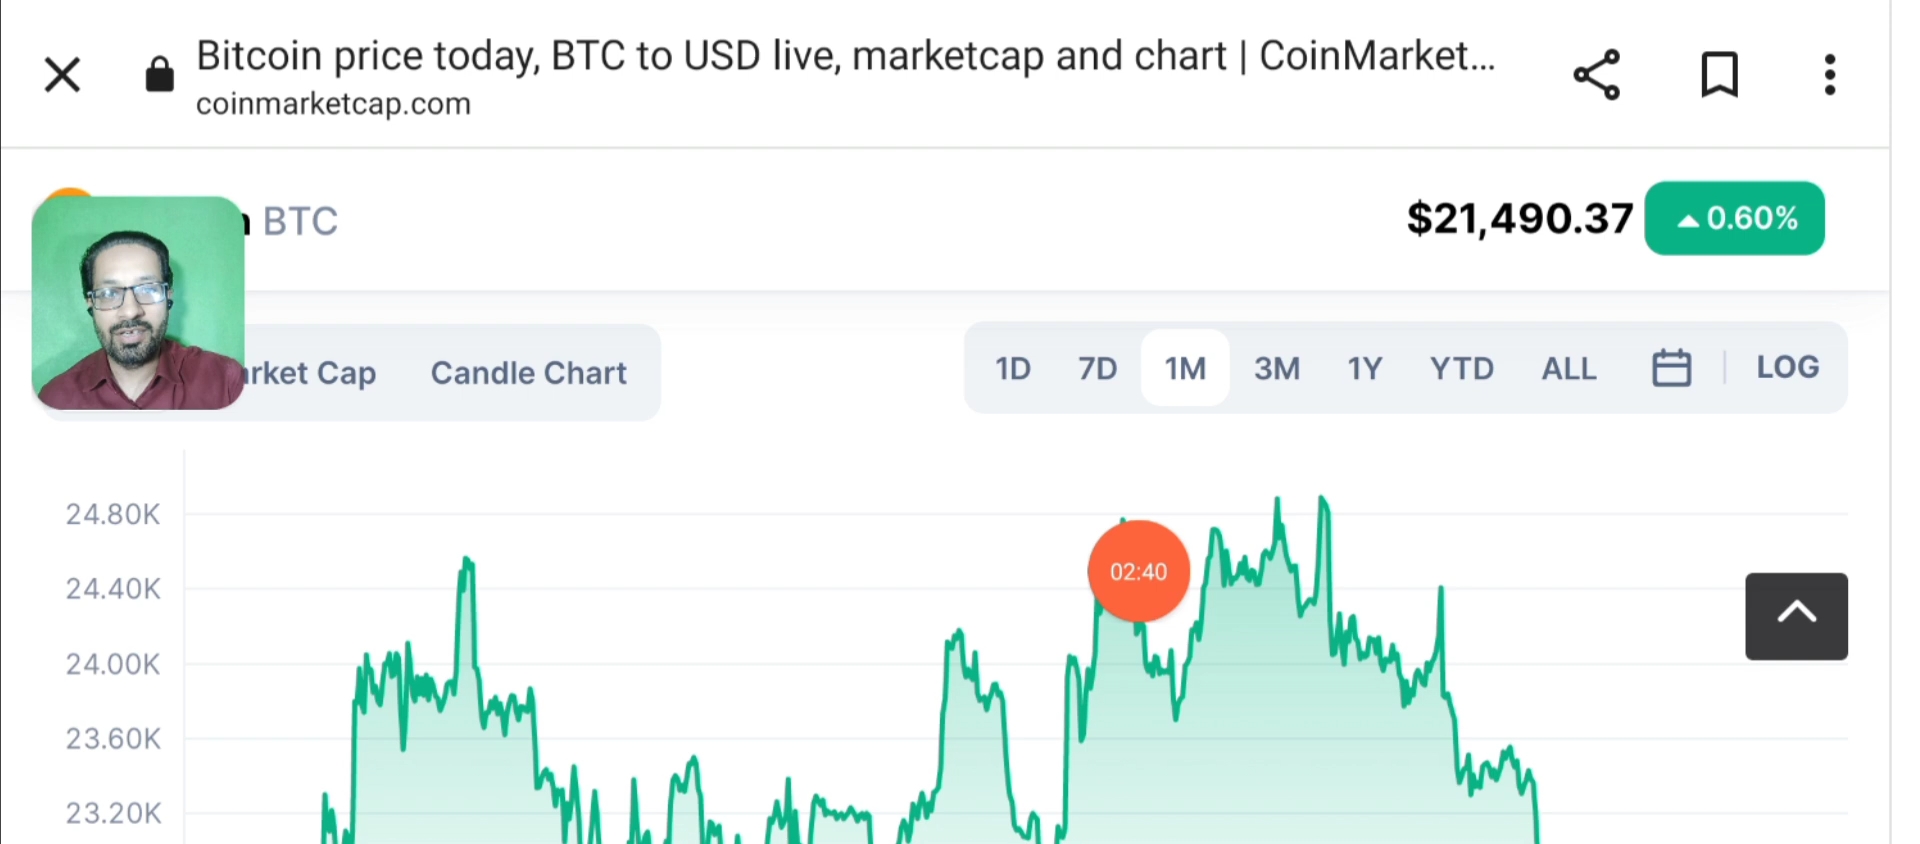 Bitcoin price today, BTC to USD live, marketcap and chart | CoinMarket...
coinmarketcap.com
BTC
$21,490.37
0.60%
rket Cap
Candle Chart
1D 7D 1M 3M 1Y YTD ALL LOG
24.80K
02:40
24.40K
24.00K
23.60K
23.20K